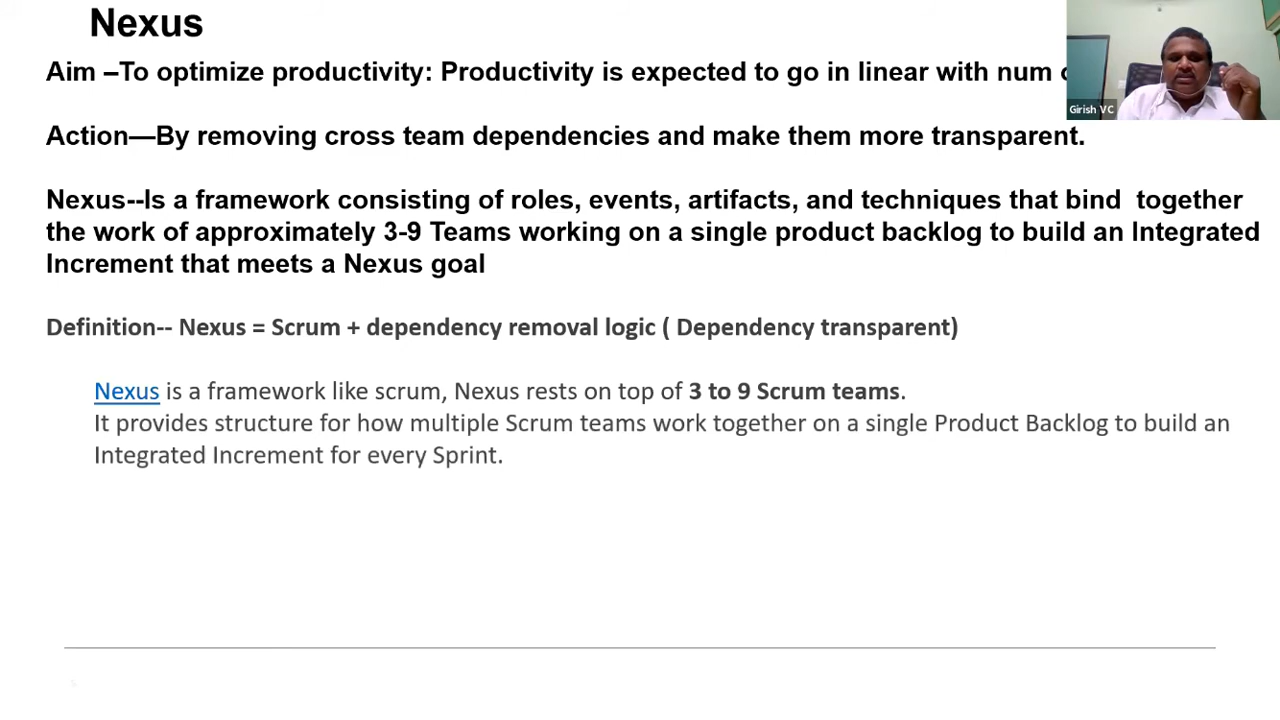 Nexus
Aim –To optimize productivity: Productivity is expected to go in linear with num
Girish VC
Action—By removing cross team dependencies and make them more transparent.
Nexus--Is a framework consisting of roles, events, artifacts, and techniques that bind together
the work of approximately 3-9 Teams working on a single product backlog to build an Integrated
Increment that meets a Nexus goal
Definition-- Nexus = Scrum + dependency removal logic ( Dependency transparent)
Nexus is a framework like scrum, Nexus rests on top of 3 to 9 Scrum teams.
It provides structure for how multiple Scrum teams work together on a single Product Backlog to build an
Integrated Increment for every Sprint.